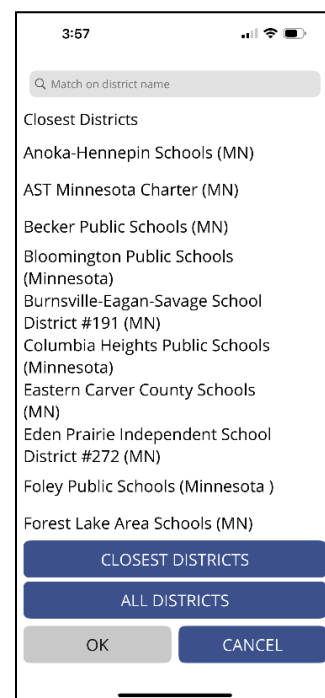 3:57
Match on district name
Closest Districts
Anoka-Hennepin Schools (MN)
AST Minnesota Charter (MN)
Becker Public Schools (MN)
Bloomington Public Schools
(Minnesota)
Burnsville-Eagan-Savage School
District #191 (MN)
Columbia Heights Public Schools
(Minnesota)
Eastern Carver County Schools
(MN)
Eden Prairie Independent School
District #272 (MN)
Foley Public Schools (Minnesota )
Forest Lake Area Schools (MN)
CLOSEST DISTRICTS
ALL DISTRICTS
OK
CANCEL